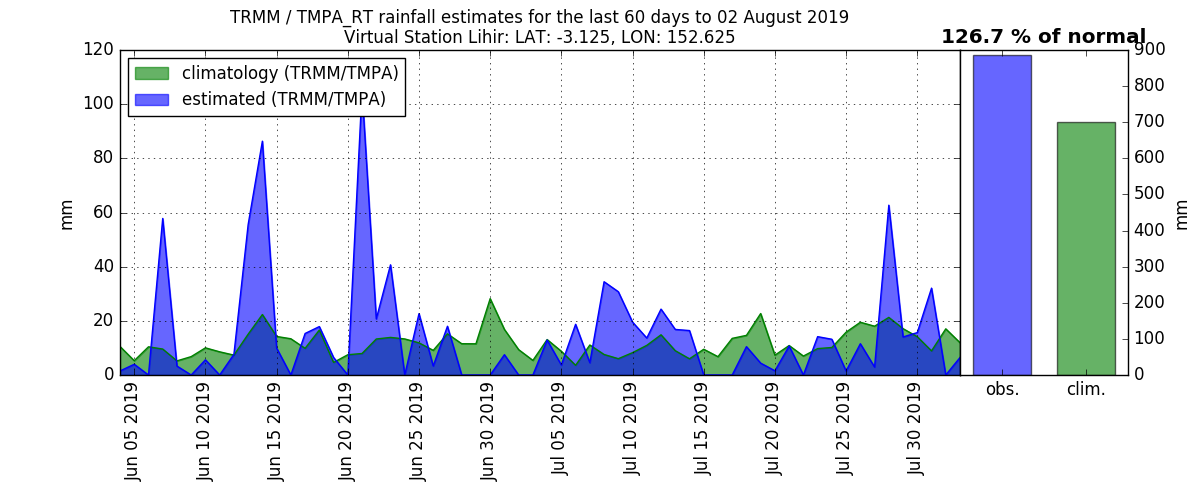 TRMM / TMPA_RT rainfall estimates for the last 60 days to 02 August 2019
Virtual Station Lihir: LAT: -3.125, LON: 152.625
126.7 % of normal
climatology (TRMM/TMPA)
estimated (TRMM/TMPA)
120
100
80
60
40
20
0
mm
900
800
700
600
500
400
300
200
100
0
mm
Jun 05 2019
Jun 10 2019
Jun 15 2019
Jun 20 2019
Jun 25 2019
Jun 30 2019
Jul 05 2019
Jul 10 2019
Jul 15 2019
Jul 20 2019
Jul 25 2019
Jul 30 2019
obs.
clim.